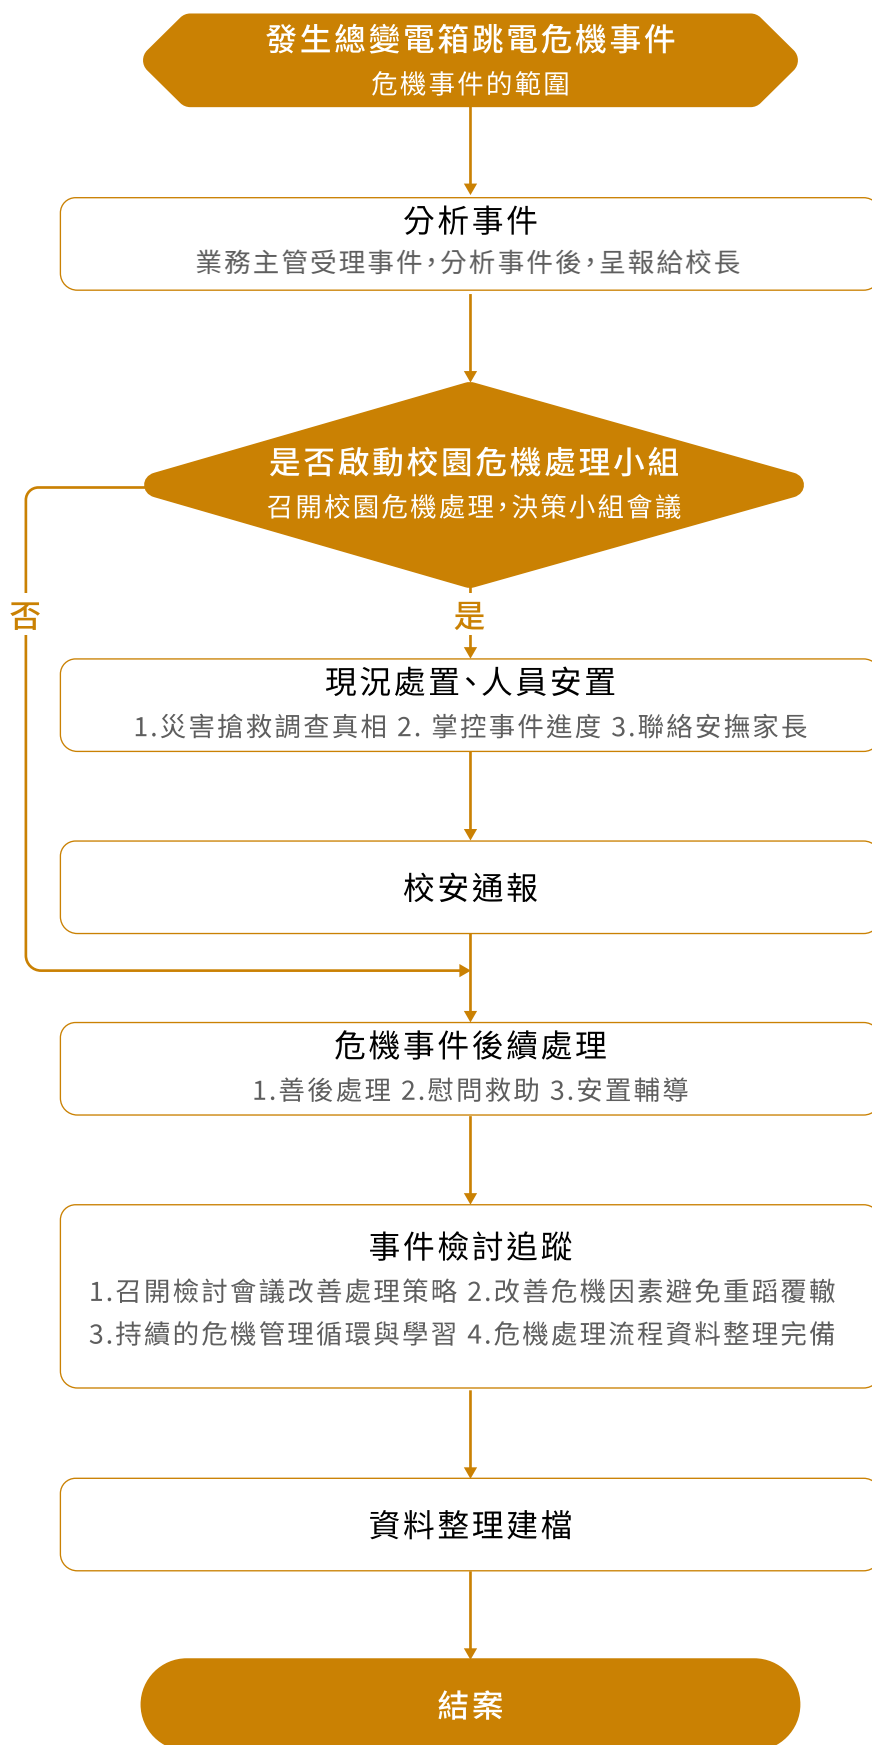 發生總變電箱跳電危機事件
危機事件的範圍
分析事件
業務主管受理事件，分析事件後，呈報給校長
是否啟動校園危機處理小組
召開校園危機處理，決策小組會議
否
是
現況處置、人員安置
1.災害搶救調查真相 2. 掌控事件進度 3.聯絡安撫家長
校安通報
危機事件後續處理
1.善後處理 2.慰問救助 3.安置輔導
事件檢討追蹤
1.召開檢討會議改善處理策略 2.改善危機因素避免重蹈覆轍
3.持續的危機管理循環與學習 4.危機處理流程資料整理完備
資料整理建檔
結案